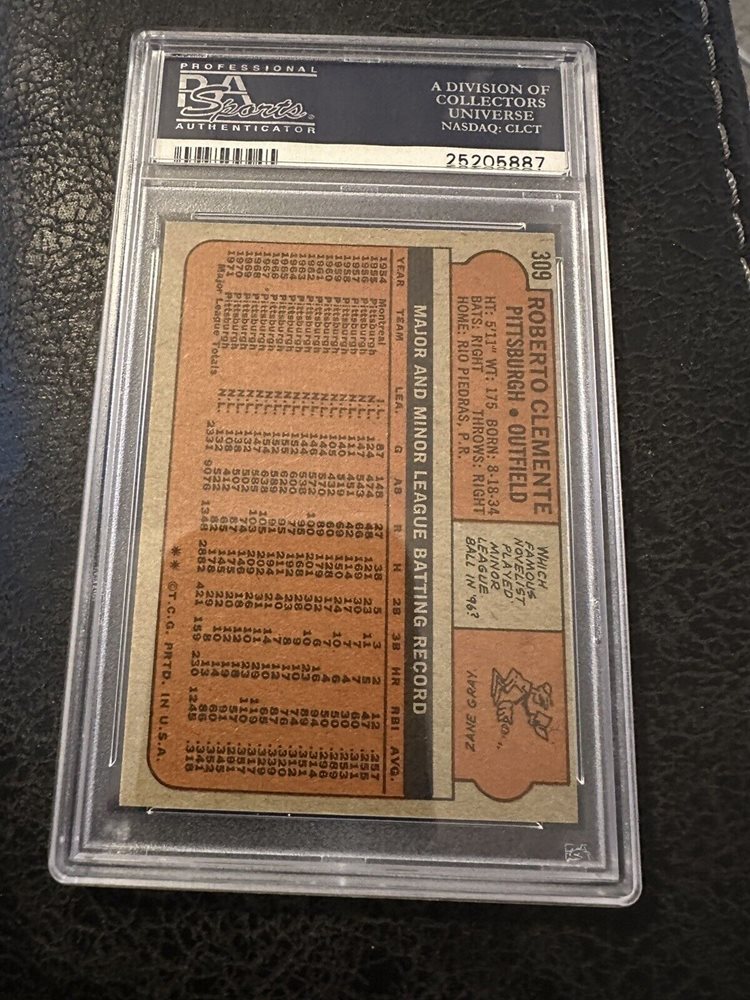 PROFESSIONAL
PSA
Sports
AUTHENTICATOR
A DIVISION OF
COLLECTORS
UNIVERSE
NASDAQ: CLCT
25205887
309
ROBERTO CLEMENTE
PITTSBURGH • OUTFIELD
HT: 5'11" WT: 175 BORN: 8-18-34
BATS: RIGHT THROWS: RIGHT
HOME: RIO PIEDRAS, P.R.
WHICH
FAMOUS
NOVELIST
PLAYED
MINOR
LEAGUE
BALL IN '96?
ZANE GRAY
MAJOR AND MINOR LEAGUE BATTING RECORD
YEAR TEAM LEA. G AB R H 2B 3B HR RBI AVG.
1954 Montreal I.L. 87 148 27 38 5 3 2 12 .257
1955 Pittsburgh N.L. 124 474 48 121 23 11 5 47 .255
1956 Pittsburgh N.L. 147 543 66 169 30 7 7 60 .311
1957 Pittsburgh N.L. 111 451 42 114 17 7 4 30 .253
1958 Pittsburgh N.L. 140 519 69 150 24 10 6 50 .289
1959 Pittsburgh N.L. 105 432 60 128 17 7 4 50 .296
1960 Pittsburgh N.L. 144 570 89 179 22 6 16 94 .314
1961 Pittsburgh N.L. 146 572 100 201 30 10 23 89 .351
1962 Pittsburgh N.L. 144 538 95 168 28 9 10 74 .312
1963 Pittsburgh N.L. 152 600 77 192 23 8 17 76 .320
1964 Pittsburgh N.L. 155 622 95 211 40 7 12 87 .339
1965 Pittsburgh N.L. 152 589 91 194 21 14 10 65 .329
1966 Pittsburgh N.L. 154 638 105 202 31 11 29 119 .317
1967 Pittsburgh N.L. 147 585 103 209 26 10 23 110 .357
1968 Pittsburgh N.L. 132 502 74 146 18 12 18 57 .291
1969 Pittsburgh N.L. 138 507 87 175 20 12 19 91 .345
1970 Pittsburgh N.L. 108 412 65 145 22 10 14 60 .352
1971 Pittsburgh N.L. 132 522 82 178 29 8 13 86 .341
Major League Totals 2331 9076 1348 2882 421 159 230 1245 .318
** ©T.C.G. PRTD. IN U.S.A.